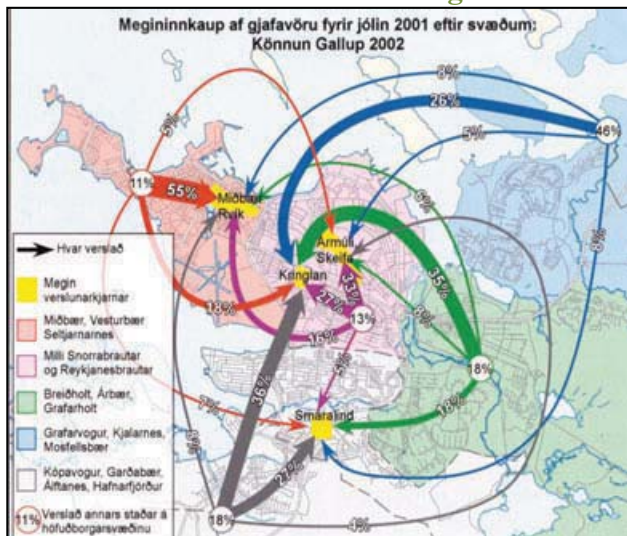 Megininnkaup af gjafavöru fyrir jólin 2001 eftir svæðum:
Könnun Gallup 2002
8%
26%
46%
5%
5%
11%
55%
Miðbær
Rvík
6%
Ármúli
Skeifa
Kringlan
33%
27%
35%
8%
13%
18%
16%
8%
18%
5%
18%
36%
7%
Smáralind
27%
18%
4%
Hvar verslað
Megin
verslunarkjarnar
Miðbær, Vesturbær
Seltjarnarnes
Milli Snorrabrautar
og Reykjanesbrautar
Breiðholt, Árbær,
Grafarholt
Grafarvogur, Kjalarnes,
Mosfellsbær
Kópavogur, Garðabær,
Álftanes, Hafnafjörður
11% Verslað annars staðar á
höfuðborgarsvæðinu